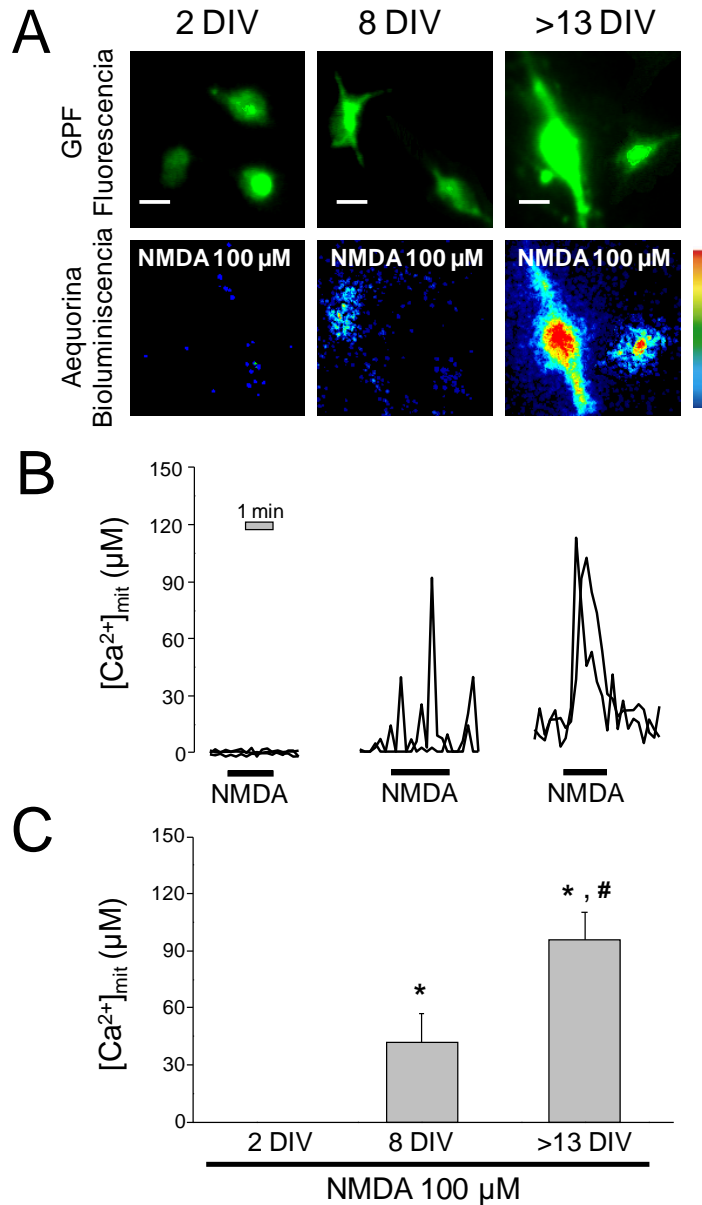 A
2 DIV 8 DIV >13 DIV
GPF
Fluorescencia
Aequorina
Bioluminiscencia
NMDA 100 µM NMDA 100 µM NMDA 100 µM
B
[Ca²⁺]mit (µM)
150
120
90
60
30
0
1 min
NMDA NMDA NMDA
C
[Ca²⁺]mit (µM)
150
120
90
60
30
0
*
* , #
2 DIV 8 DIV >13 DIV
NMDA 100 µM